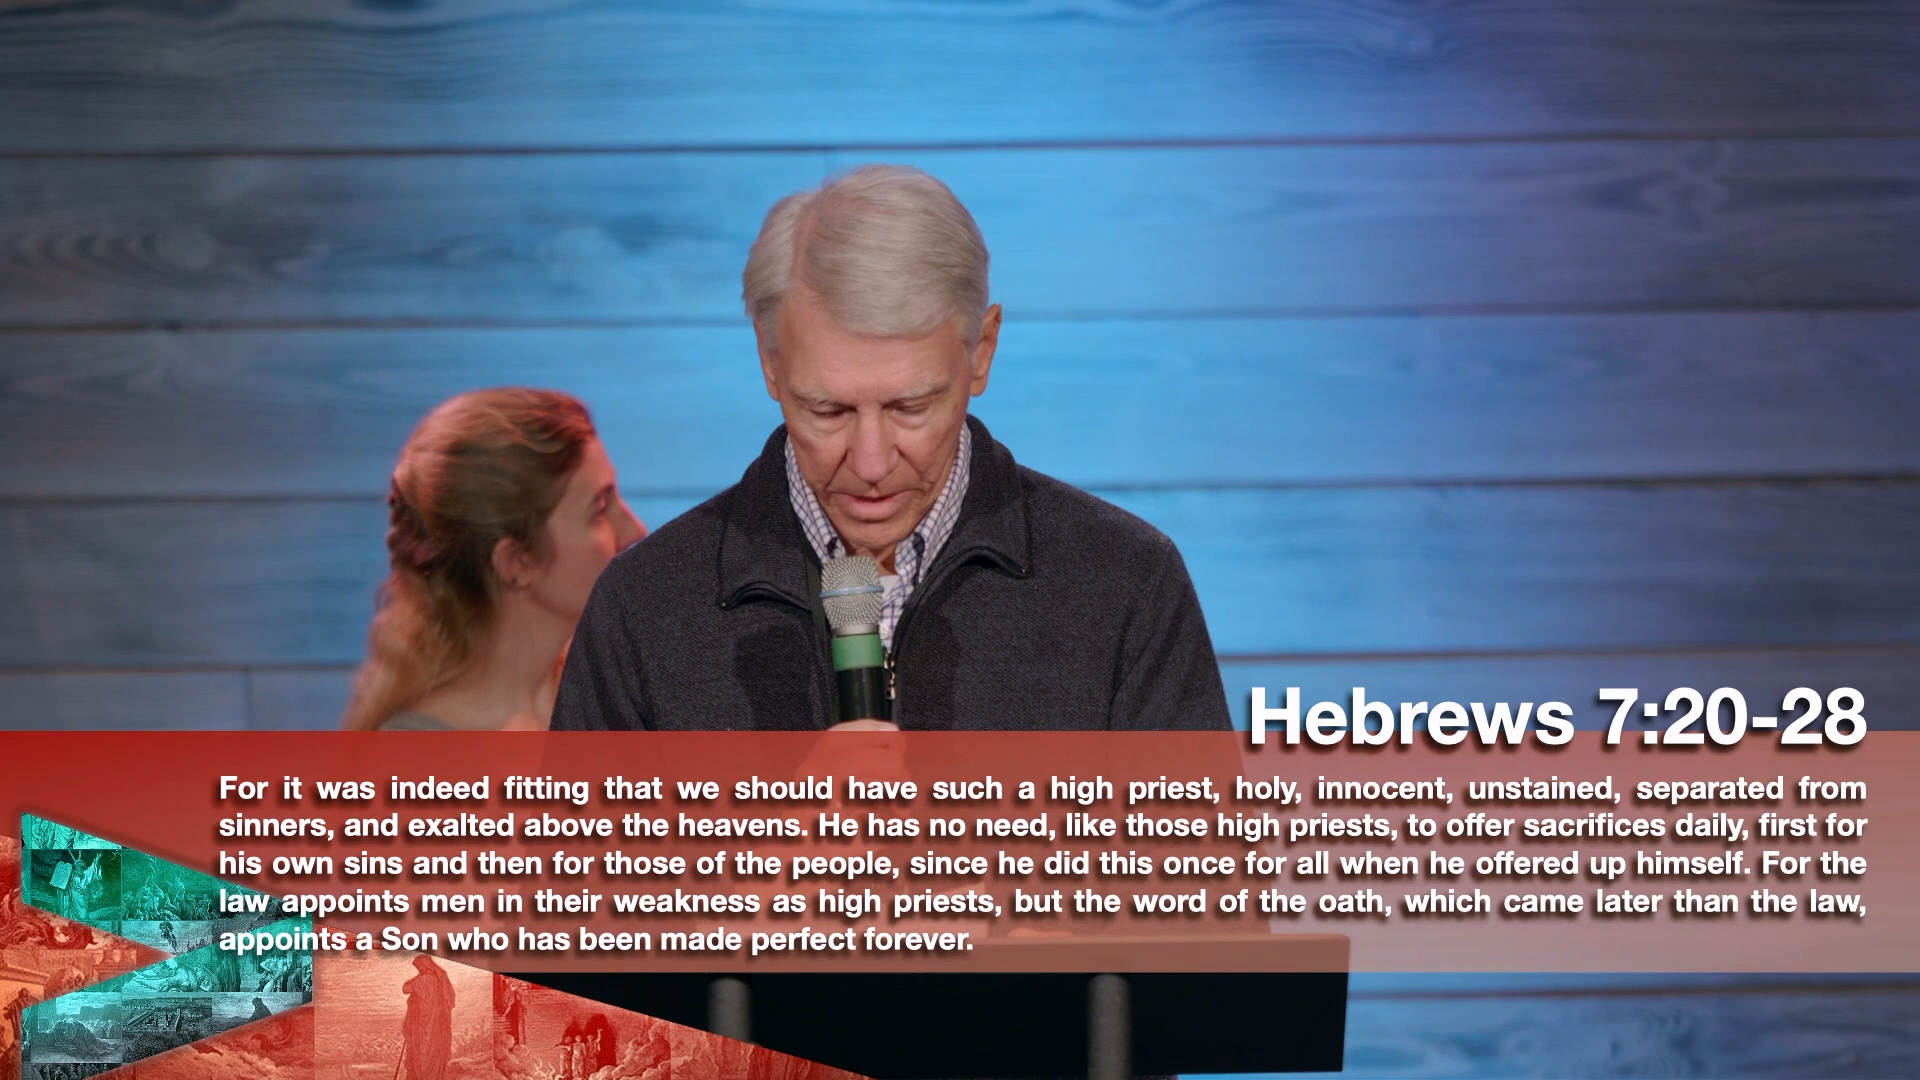 Hebrews 7:20-28
For it was indeed fitting that we should have such a high priest, holy, innocent, unstained, separated from
sinners, and exalted above the heavens. He has no need, like those high priests, to offer sacrifices daily, first for
his own sins and then for those of the people, since he did this once for all when he offered up himself. For the
law appoints men in their weakness as high priests, but the word of the oath, which came later than the law,
appoints a Son who has been made perfect forever.